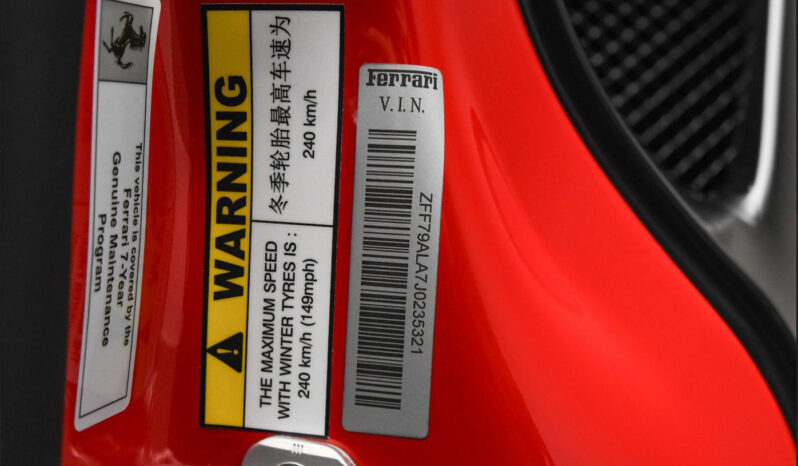 This vehicle is covered by the
Ferrari 7-Year
Genuine Maintenance
Program
WARNING
冬季轮胎最高车速为
240 km/h
THE MAXIMUM SPEED
WITH WINTER TYRES IS :
240 km/h (149mph)
Ferrari
V.I.N.
ZFF79ALA7J0235321